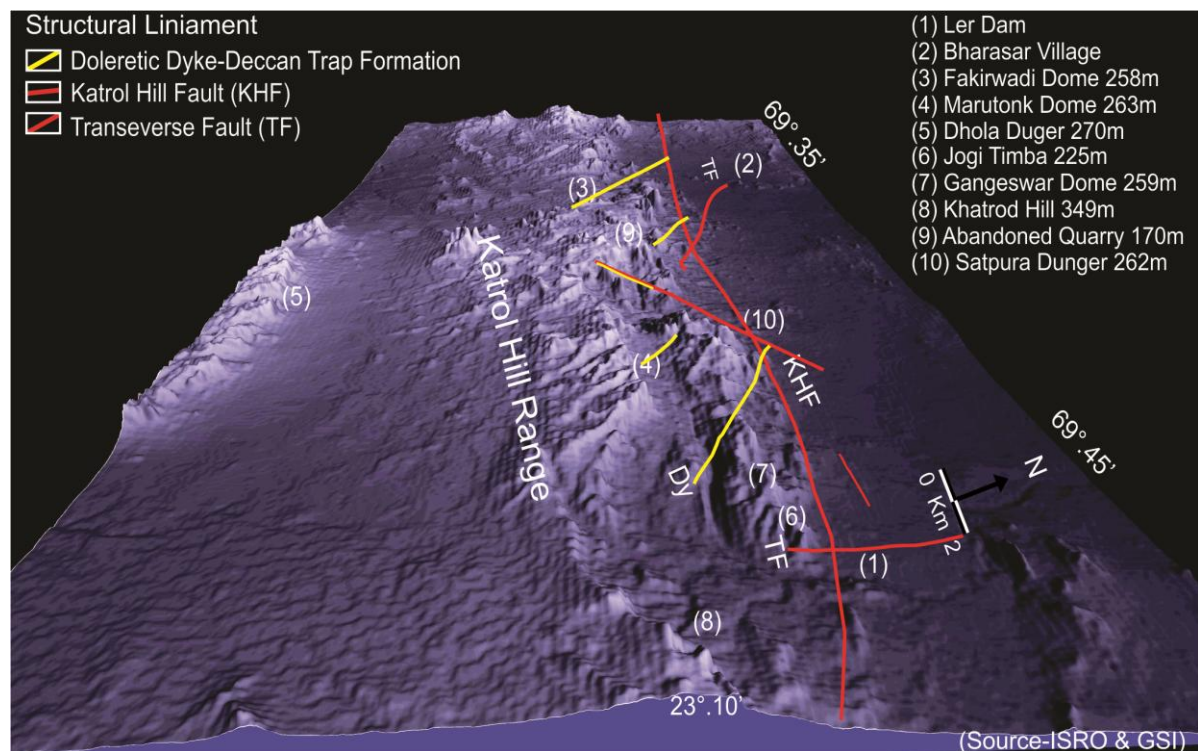 Structural Liniament
Doleretic Dyke-Deccan Trap Formation
Katrol Hill Fault (KHF)
Transeverse Fault (TF)
(1) Ler Dam
(2) Bharasar Village
(3) Fakirwadi Dome 258m
(4) Marutonk Dome 263m
(5) Dhola Duger 270m
(6) Jogi Timba 225m
(7) Gangeswar Dome 259m
(8) Khatrod Hill 349m
(9) Abandoned Quarry 170m
(10) Satpura Dunger 262m
69°.35'
TF
(2)
(3)
(9)
Katrol Hill Range
(5)
(10)
(4)
KHF
69°.45'
Dy
(7)
N
0 Km 2
(6)
TF
(1)
(8)
23°.10'
(Source-ISRO & GSI)